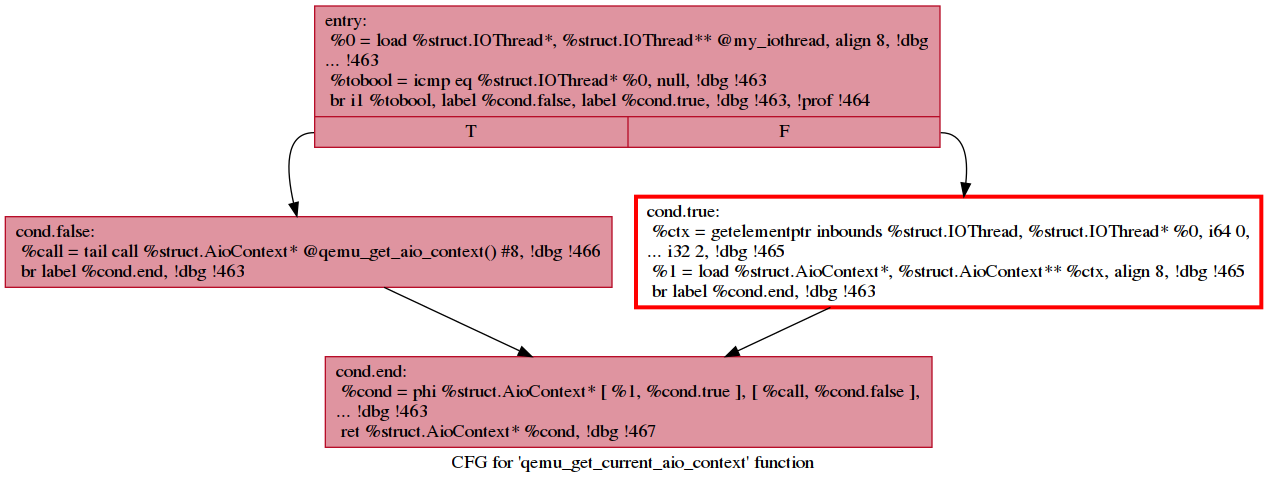 entry:
%0 = load %struct.IOThread*, %struct.IOThread** @my_iothread, align 8, !dbg
... !463
%tobool = icmp eq %struct.IOThread* %0, null, !dbg !463
br i1 %tobool, label %cond.false, label %cond.true, !dbg !463, !prof !464
T
F
cond.false:
%call = tail call %struct.AioContext* @qemu_get_aio_context() #8, !dbg !466
br label %cond.end, !dbg !463
cond.true:
%ctx = getelementptr inbounds %struct.IOThread, %struct.IOThread* %0, i64 0,
... i32 2, !dbg !465
%1 = load %struct.AioContext*, %struct.AioContext** %ctx, align 8, !dbg !465
br label %cond.end, !dbg !463
cond.end:
%cond = phi %struct.AioContext* [ %1, %cond.true ], [ %call, %cond.false ],
... !dbg !463
ret %struct.AioContext* %cond, !dbg !467
CFG for 'qemu_get_current_aio_context' function